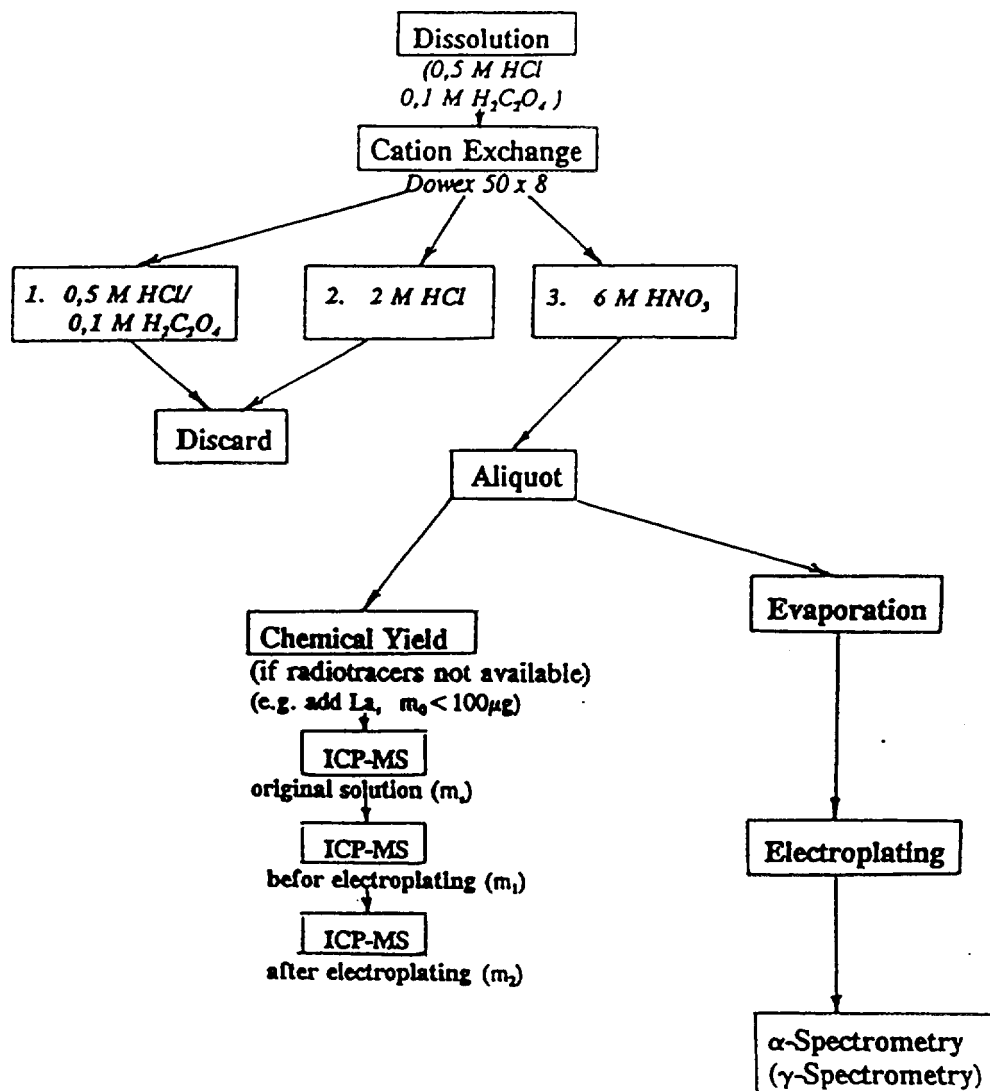 Dissolution
(0,5 M HCl
0,1 M H₂C₂O₄)
Cation Exchange
Dowex 50 x 8
1. 0,5 M HCl/
0,1 M H₂C₂O₄
2. 2 M HCl
3. 6 M HNO₃
Discard
Aliquot
Chemical Yield
(if radiotracers not available)
(e.g. add La, m₀<100µg)
ICP-MS
original solution (mₒ)
ICP-MS
befor electroplating (m₁)
ICP-MS
after electroplating (m₂)
Evaporation
Electroplating
α-Spectrometry
(γ-Spectrometry)